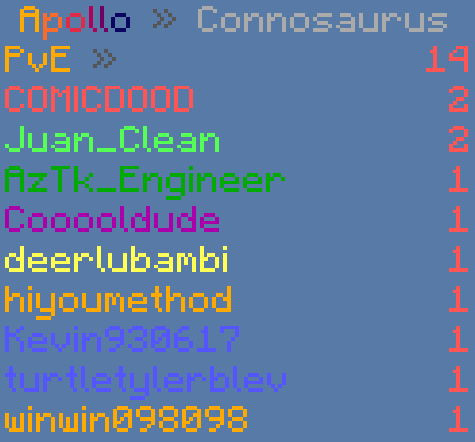 Apollo » Connosaurus
PvE » 14
COMICDOOD 2
Juan_Clean 2
AzTk_Engineer 1
Cooooldude 1
deerlubambi 1
hiyoumethod 1
Kevin930617 1
turtletylerblev 1
winwin098098 1